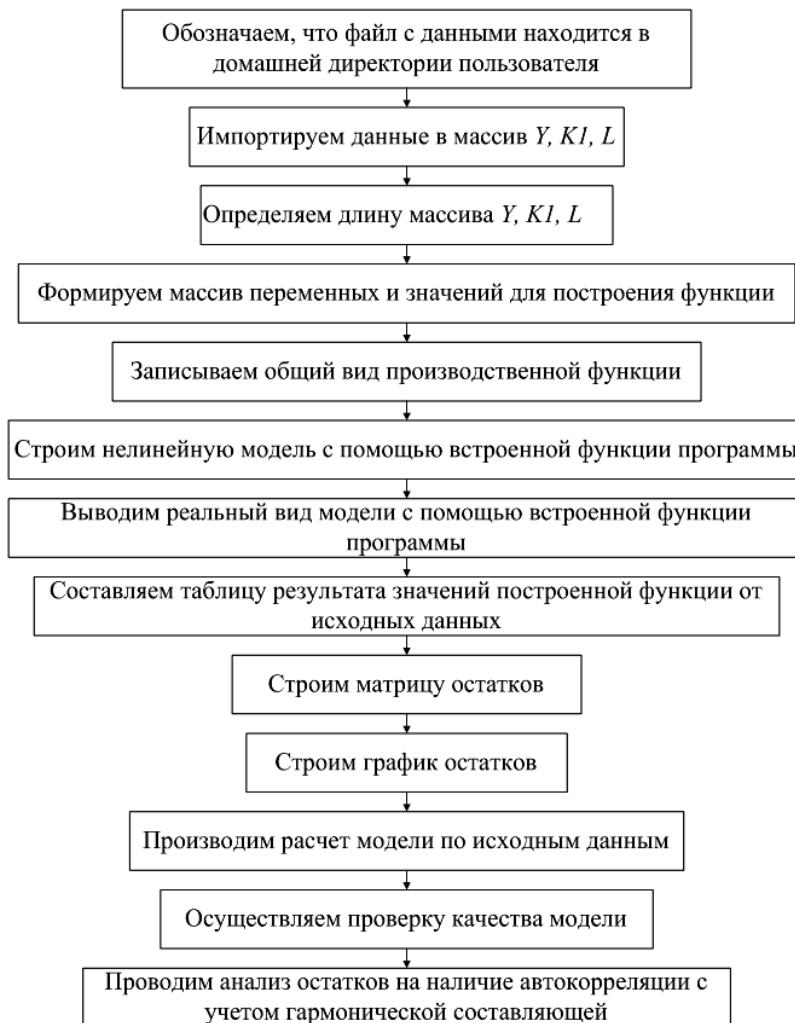 Обозначаем, что файл с данными находится в
домашней директории пользователя
Импортируем данные в массив Y, K1, L
Определяем длину массива Y, K1, L
Формируем массив переменных и значений для построения функции
Записываем общий вид производственной функции
Строим нелинейную модель с помощью встроенной функции программы
Выводим реальный вид модели с помощью встроенной функции
программы
Составляем таблицу результата значений построенной функции от
исходных данных
Строим матрицу остатков
Строим график остатков
Производим расчет модели по исходным данным
Осуществляем проверку качества модели
Проводим анализ остатков на наличие автокорреляции с
учетом гармонической составляющей